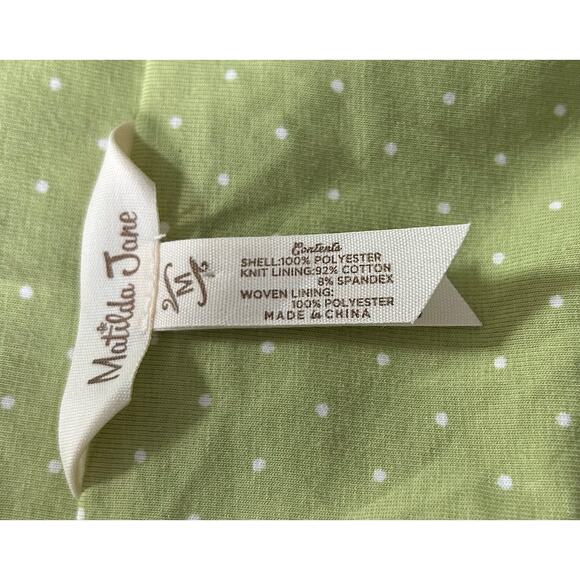 Matilda Jane
M
Contents
SHELL:100% POLYESTER
KNIT LINING:92% COTTON
8% SPANDEX
WOVEN LINING:
100% POLYESTER
MADE in CHINA